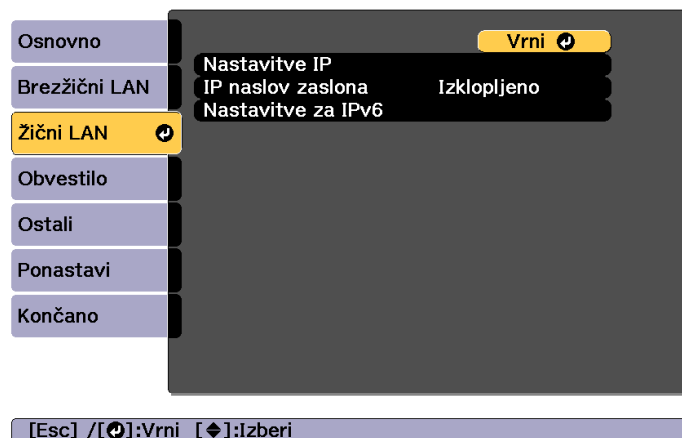 Osnovno
Brezžični LAN
Žični LAN
Obvestilo
Ostali
Ponastavi
Končano
Vrni
Nastavitve IP
IP naslov zaslona Izklopljeno
Nastavitve za IPv6
[Esc] /[⏎]:Vrni [◆]:Izberi